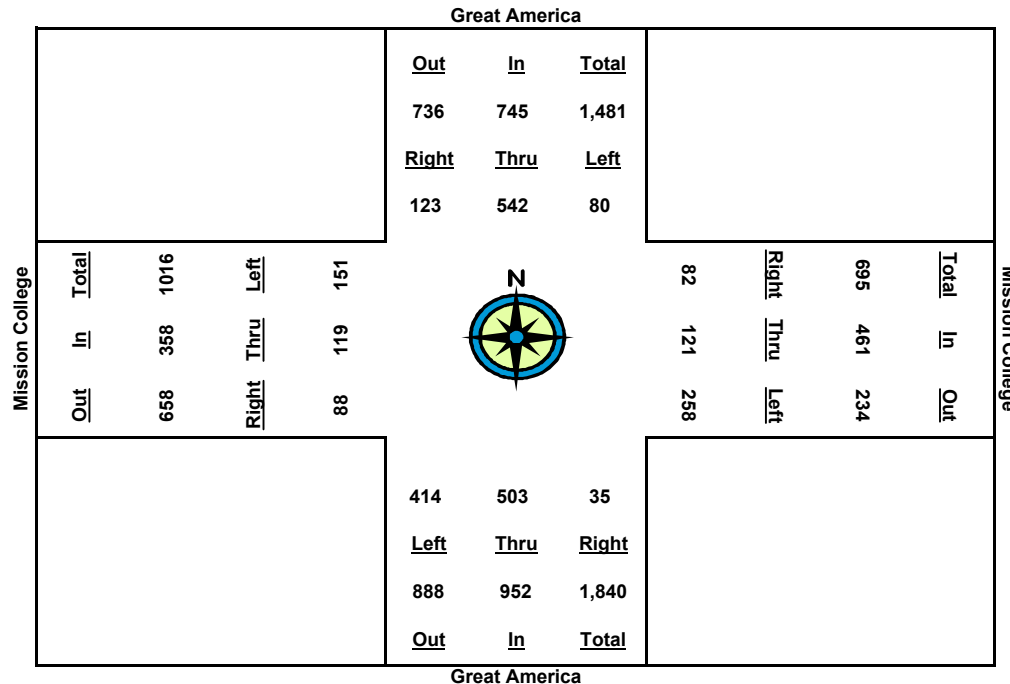 Great America
Out In Total
736 745 1,481
Right Thru Left
123 542 80
Mission College
Total 1016 Left 151
In 358 Thru 119
Out 658 Right 88
N
82 Right 695 Total
121 Thru 461 In
258 Left 234 Out
Mission College
414 503 35
Left Thru Right
888 952 1,840
Out In Total
Great America